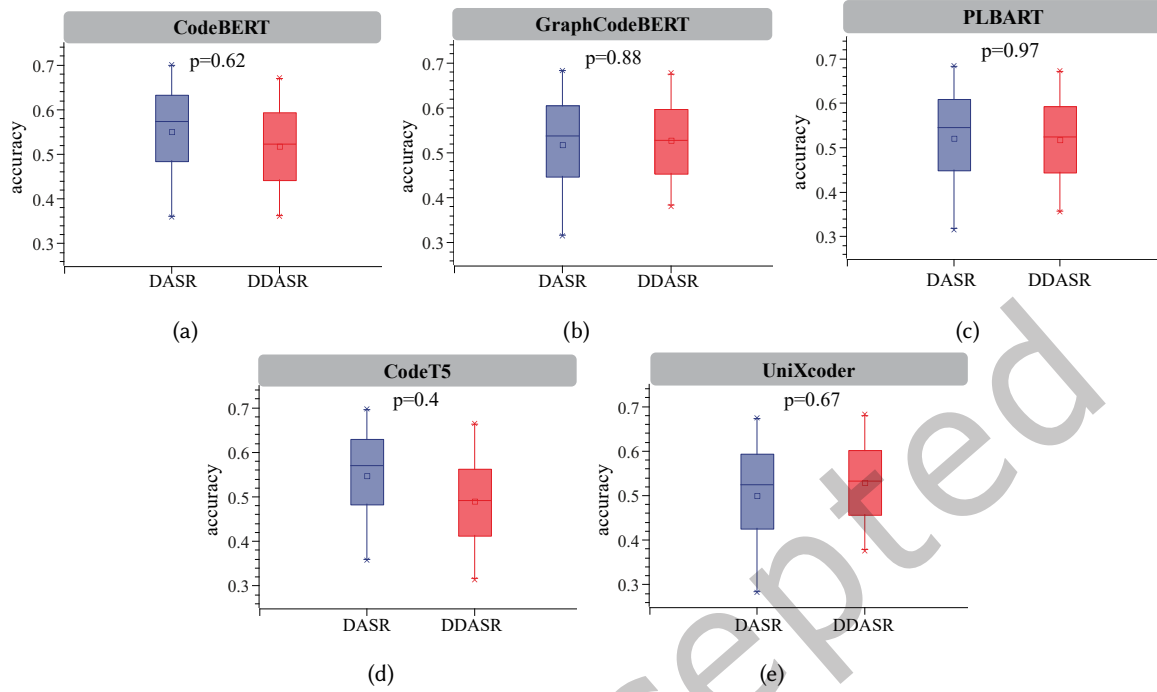 CodeBERT
p=0.62
accuracy
0.7
0.6
0.5
0.4
0.3
DASR
DDASR
(a)
GraphCodeBERT
p=0.88
accuracy
0.7
0.6
0.5
0.4
0.3
DASR
DDASR
(b)
PLBART
p=0.97
accuracy
0.7
0.6
0.5
0.4
0.3
DASR
DDASR
(c)
CodeT5
p=0.4
accuracy
0.7
0.6
0.5
0.4
0.3
DASR
DDASR
(d)
UniXcoder
p=0.67
accuracy
0.7
0.6
0.5
0.4
0.3
DASR
DDASR
(e)
epted